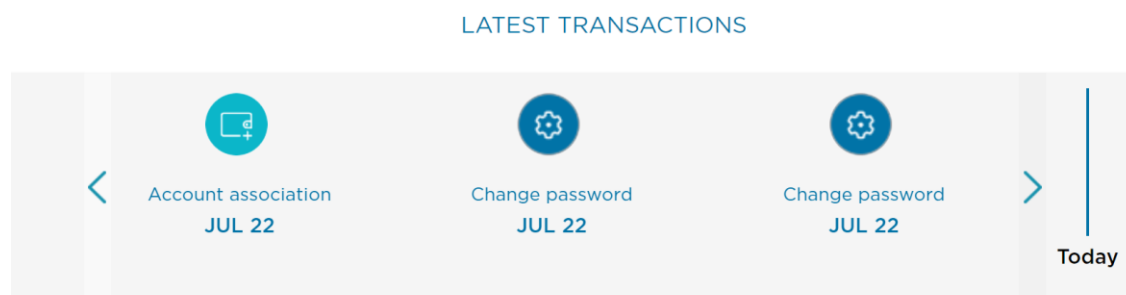 LATEST TRANSACTIONS
Account association
JUL 22
Change password
JUL 22
Change password
JUL 22
Today